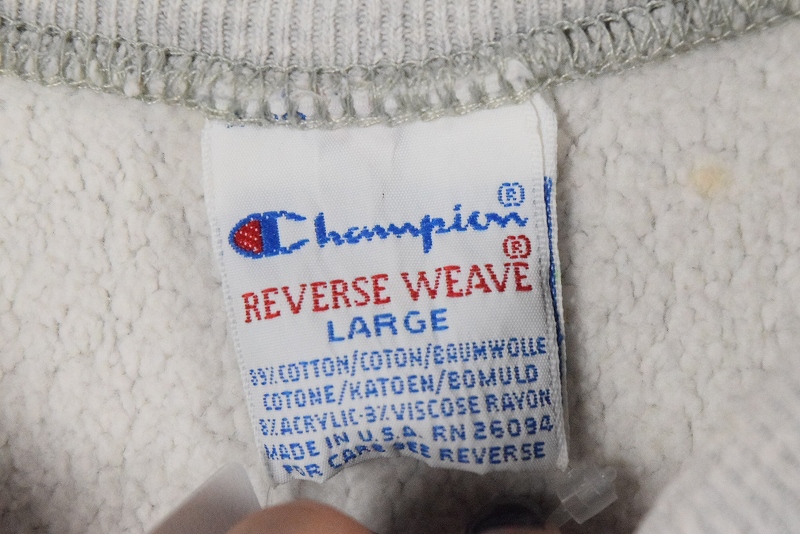 Champion®
®
REVERSE WEAVE
LARGE
89% COTTON/COTON/BAUMWOLLE
COTONE/KATOEN/BOMULD
8% ACRYLIC-3% VISCOSE RAYON
MADE IN U.S.A. RN 26094
FOR CARE SEE REVERSE